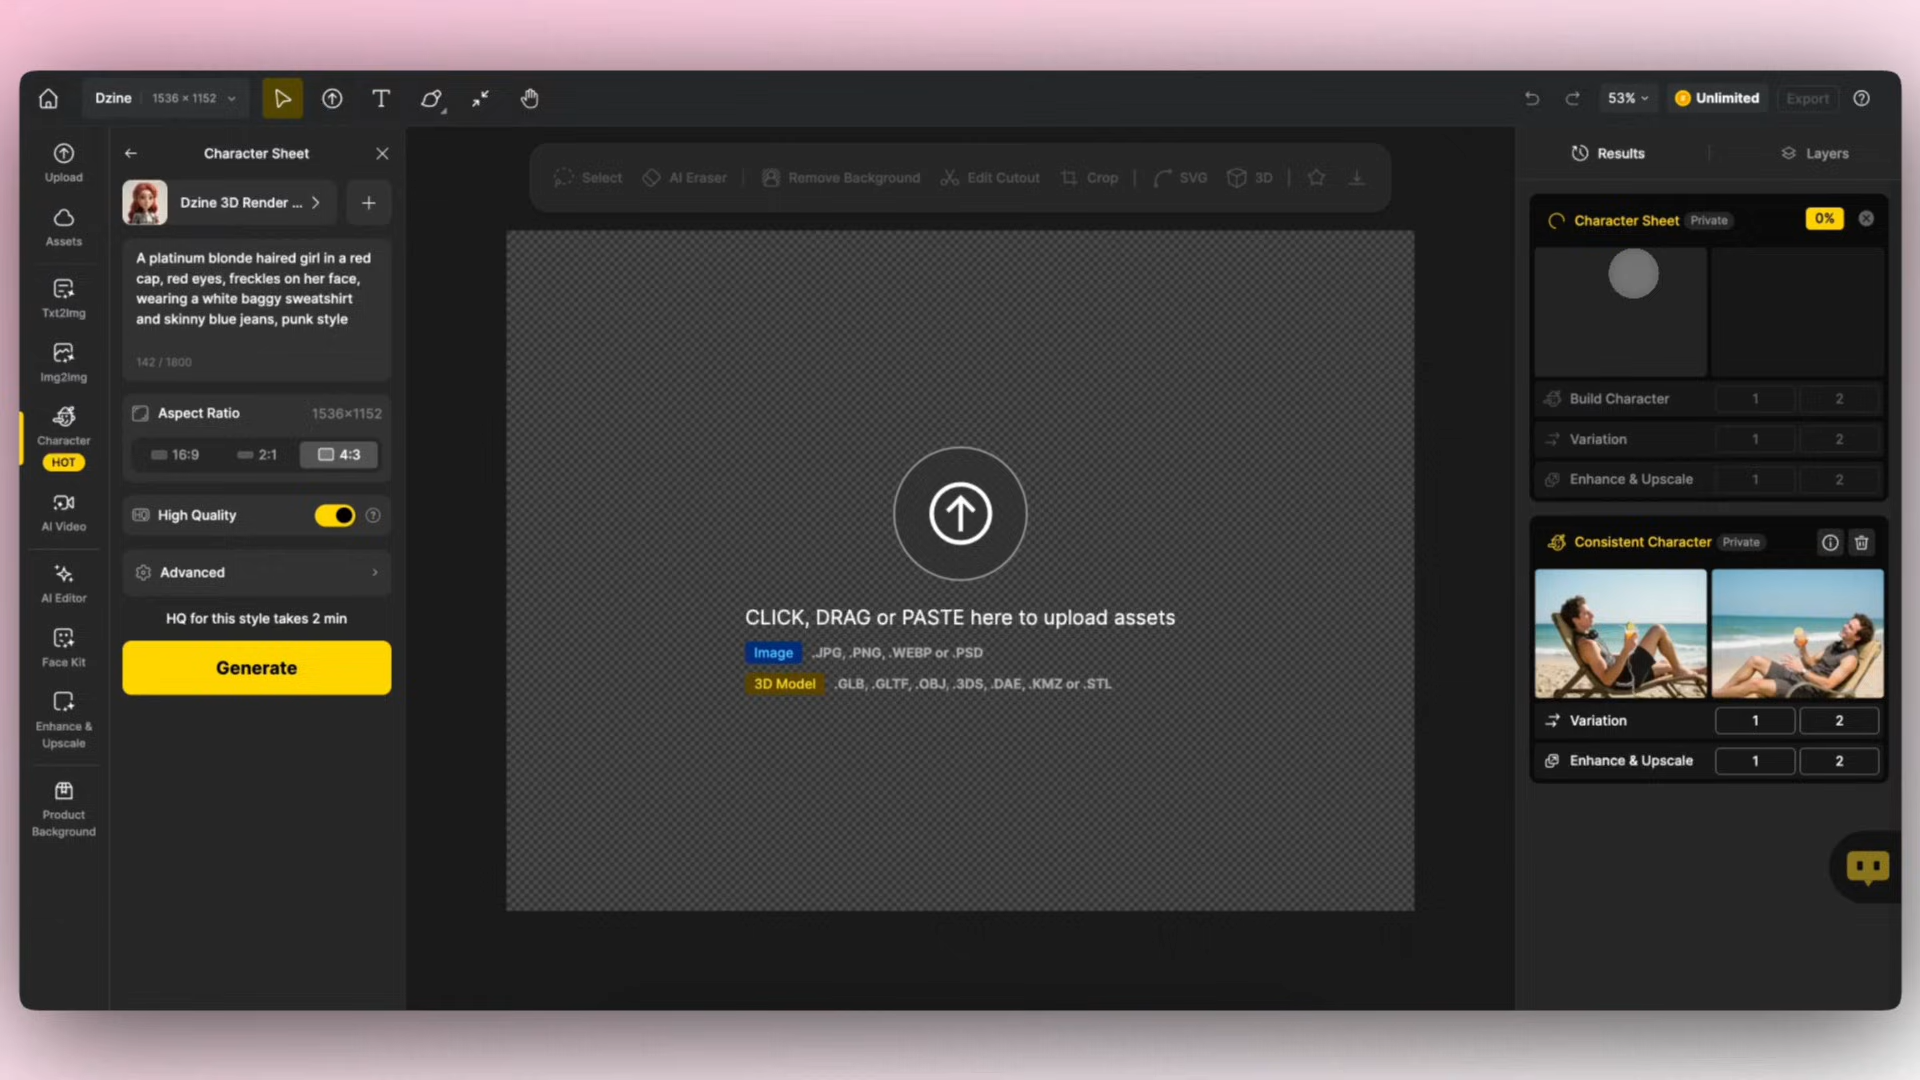 Dzine 1536 × 1152
53%
Unlimited
Export
Upload
Assets
Txt2Img
Img2Img
Character
HOT
AI Video
AI Editor
Face Kit
Enhance &
Upscale
Product
Background
Character Sheet
Dzine 3D Render ...
A platinum blonde haired girl in a red
cap, red eyes, freckles on her face,
wearing a white baggy sweatshirt
and skinny blue jeans, punk style
142 / 1800
Aspect Ratio 1536×1152
16:9 2:1 4:3
High Quality
Advanced
HQ for this style takes 2 min
Generate
Select AI Eraser Remove Background Edit Cutout Crop SVG 3D
CLICK, DRAG or PASTE here to upload assets
Image .JPG, .PNG, .WEBP or .PSD
3D Model .GLB, .GLTF, .OBJ, .3DS, .DAE, .KMZ or .STL
Results Layers
Character Sheet Private 0%
Build Character 1 2
Variation 1 2
Enhance & Upscale 1 2
Consistent Character Private
Variation 1 2
Enhance & Upscale 1 2